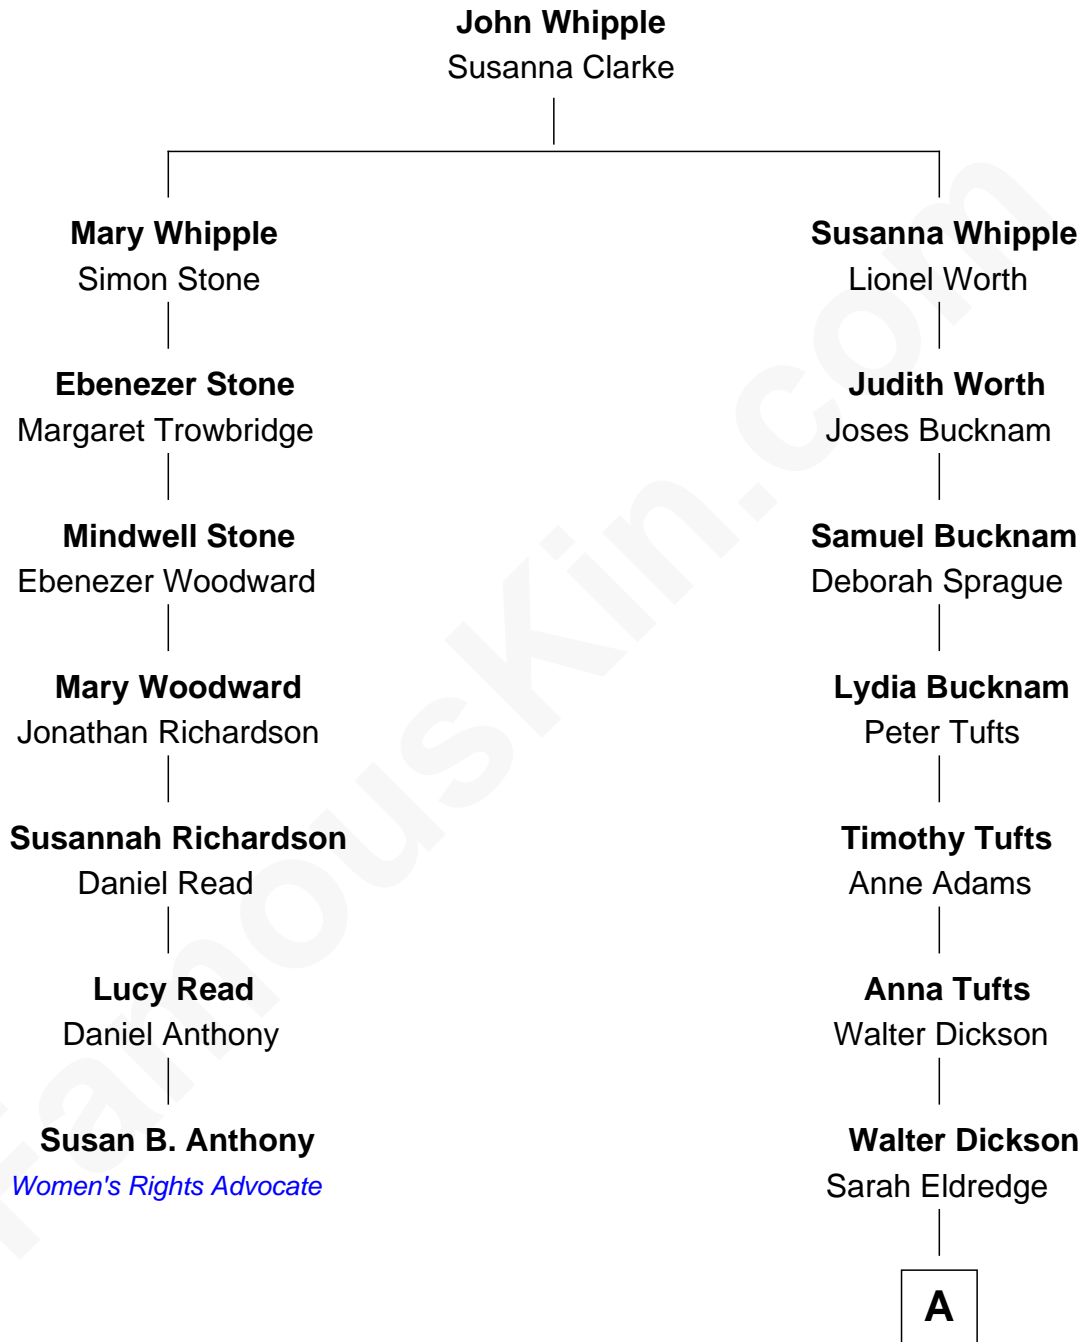 John Whipple
Susanna Clarke
Mary Whipple
Simon Stone
Ebenezer Stone
Margaret Trowbridge
Mindwell Stone
Ebenezer Woodward
Mary Woodward
Jonathan Richardson
Susannah Richardson
Daniel Read
Lucy Read
Daniel Anthony
Susan B. Anthony
Women's Rights Advocate
Susanna Whipple
Lionel Worth
Judith Worth
Joses Bucknam
Samuel Bucknam
Deborah Sprague
Lydia Bucknam
Peter Tufts
Timothy Tufts
Anne Adams
Anna Tufts
Walter Dickson
Walter Dickson
Sarah Eldredge
A
FamousKin.com